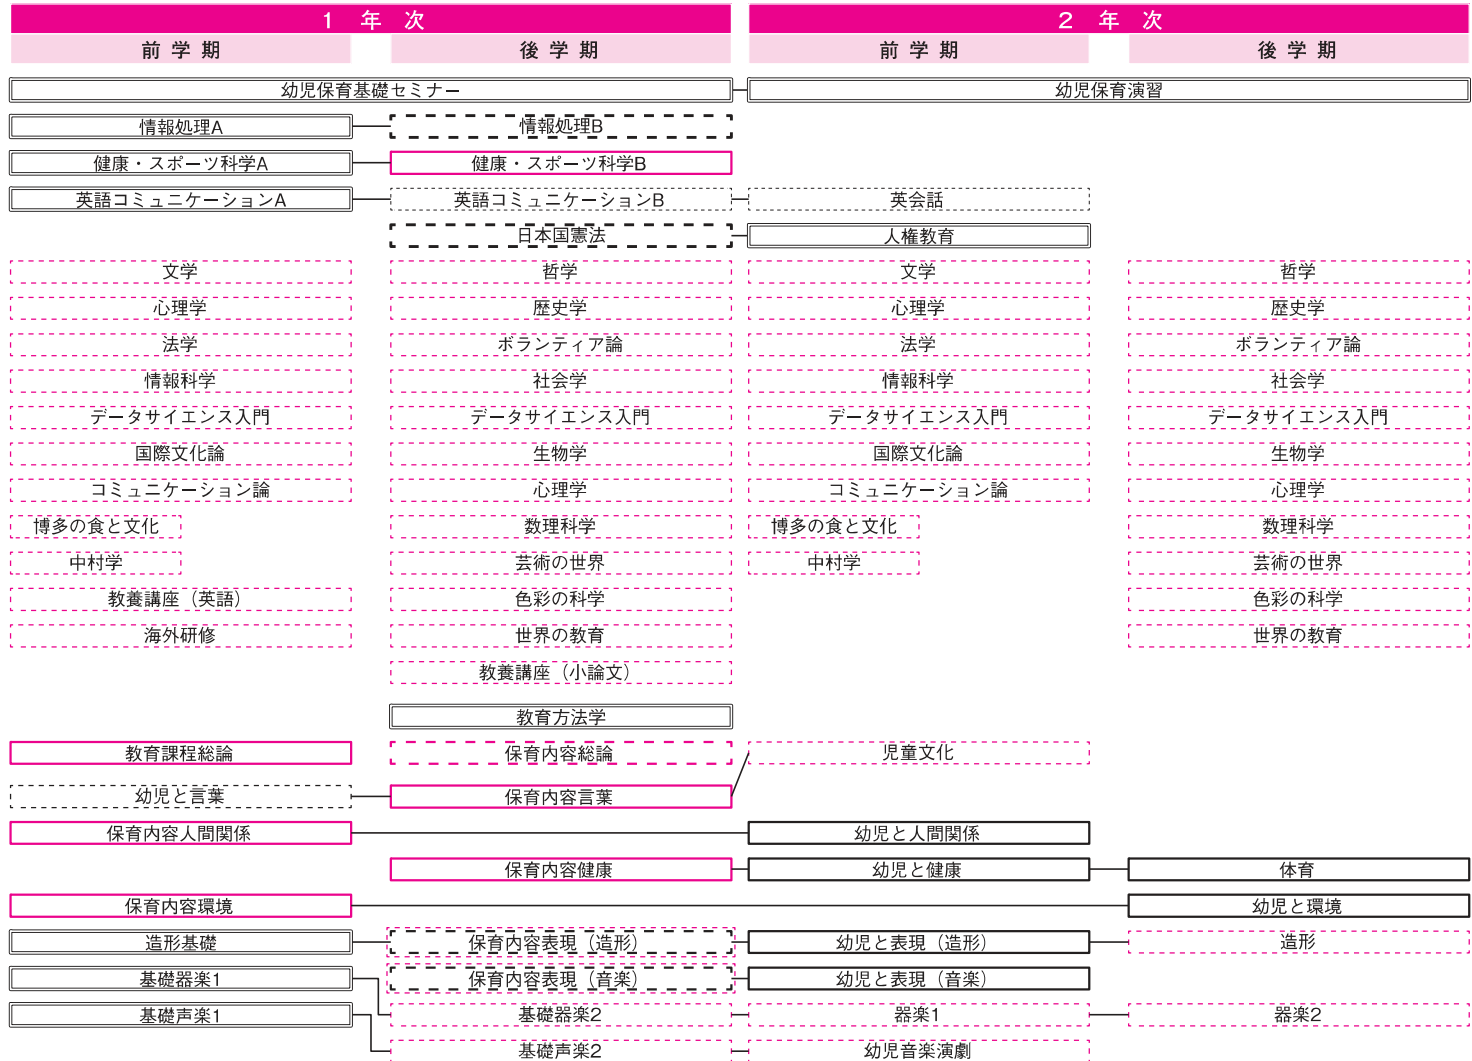 1 年 次 2 年 次
前 学 期 後 学 期 前 学 期 後 学 期
幼児保育基礎セミナー 幼児保育演習
情報処理A 情報処理B
健康・スポーツ科学A 健康・スポーツ科学B
英語コミュニケーションA 英語コミュニケーションB 英会話
日本国憲法 人権教育
文学 哲学 文学 哲学
心理学 歴史学 心理学 歴史学
法学 ボランティア論 法学 ボランティア論
情報科学 社会学 情報科学 社会学
データサイエンス入門 データサイエンス入門 データサイエンス入門 データサイエンス入門
国際文化論 生物学 国際文化論 生物学
コミュニケーション論 心理学 コミュニケーション論 心理学
博多の食と文化 数理科学 博多の食と文化 数理科学
中村学 芸術の世界 中村学 芸術の世界
教養講座（英語） 色彩の科学 色彩の科学
海外研修 世界の教育 世界の教育
教養講座（小論文）
教育方法学
教育課程総論 保育内容総論 児童文化
幼児と言葉 保育内容言葉
保育内容人間関係 幼児と人間関係
保育内容健康 幼児と健康 体育
保育内容環境 幼児と環境
造形基礎 保育内容表現（造形） 幼児と表現（造形） 造形
基礎器楽1 保育内容表現（音楽） 幼児と表現（音楽）
基礎声楽1 基礎器楽2 器楽1 器楽2
基礎声楽2 幼児音楽演劇